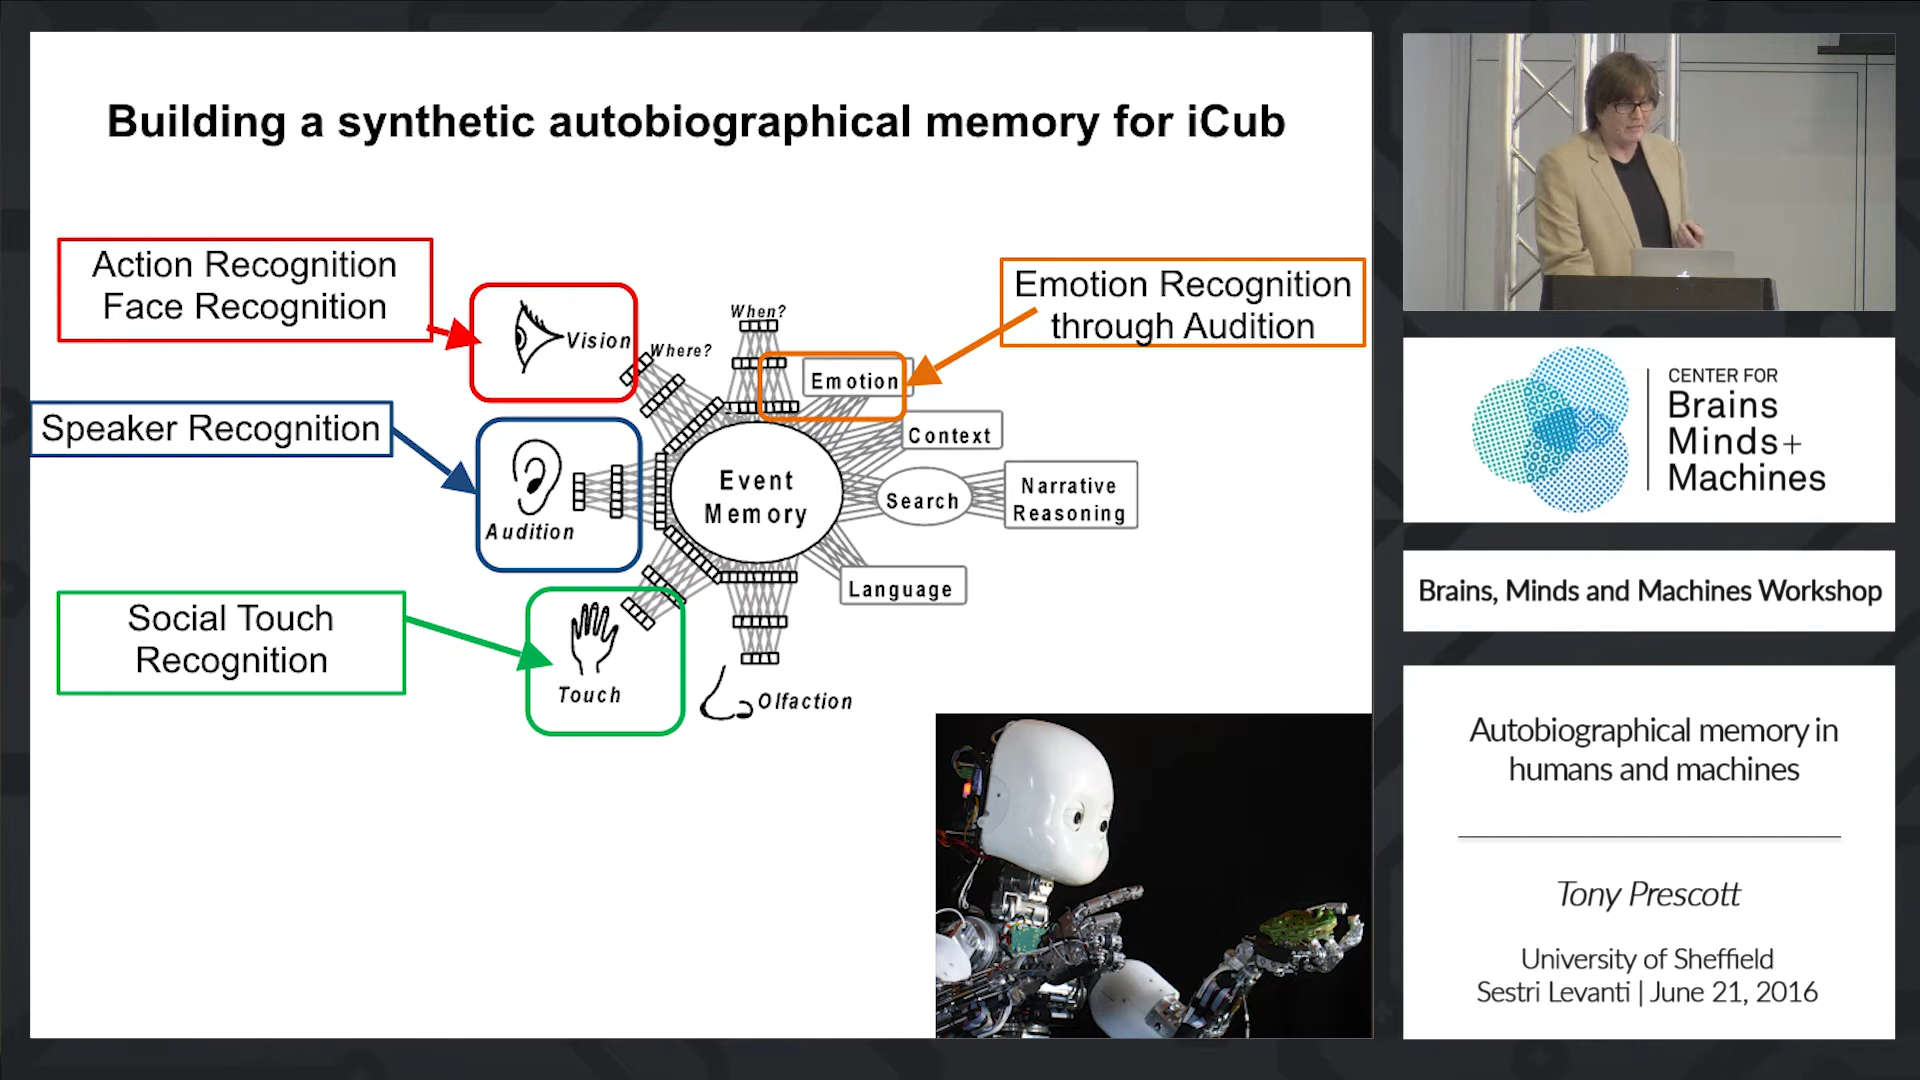 Building a synthetic autobiographical memory for iCub
Action Recognition
Face Recognition
Speaker Recognition
Social Touch
Recognition
Emotion Recognition
through Audition
Vision
Where?
When?
Emotion
Context
Audition
Event
Memory
Search
Narrative
Reasoning
Language
Touch
Olfaction
CENTER FOR
Brains
Minds+
Machines
Brains, Minds and Machines Workshop
Autobiographical memory in
humans and machines
Tony Prescott
University of Sheffield
Sestri Levanti | June 21, 2016